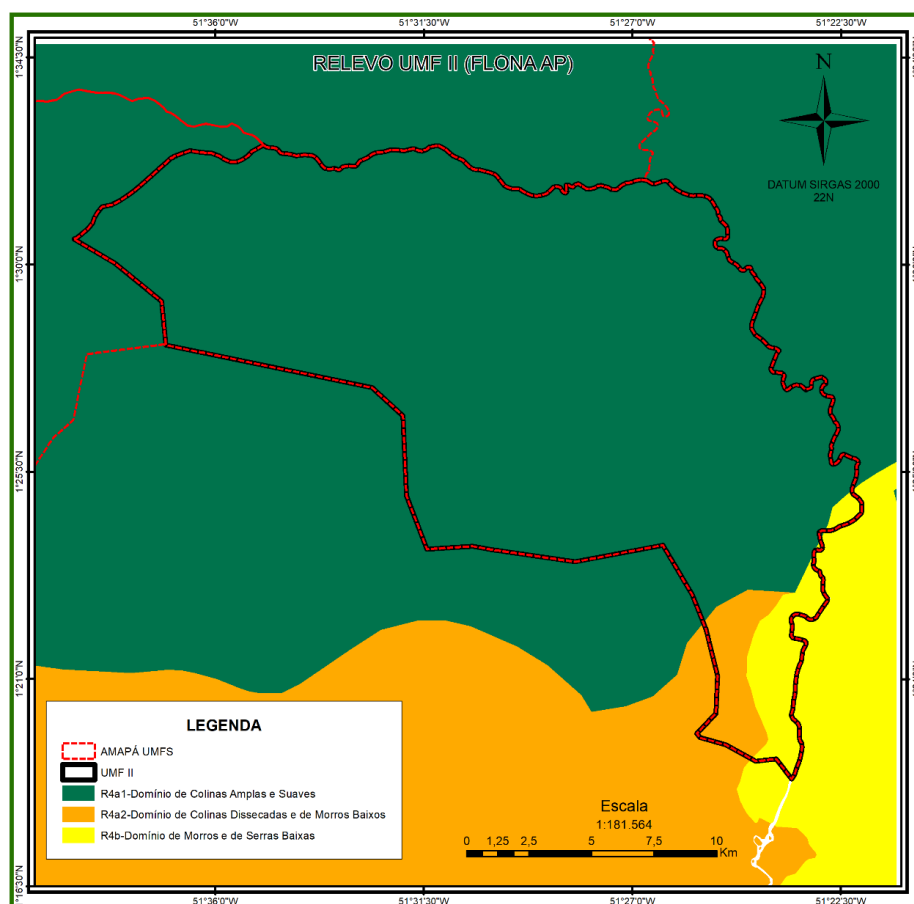 51°36'0"W 51°31'30"W 51°27'0"W 51°22'30"W
1°34'30"N
RELEVO UMF II (FLONA AP)
N
DATUM SIRGAS 2000
22N
1°30'0"N
1°25'30"N
1°21'0"N
1°16'30"N
LEGENDA
AMAPÁ UMFS
UMF II
R4a1-Domínio de Colinas Amplas e Suaves
R4a2-Domínio de Colinas Dissecadas e de Morros Baixos
R4b-Domínio de Morros e de Serras Baixas
Escala
1:181.564
0 1,25 2,5 5 7,5 10
Km
51°36'0"W 51°31'30"W 51°27'0"W 51°22'30"W